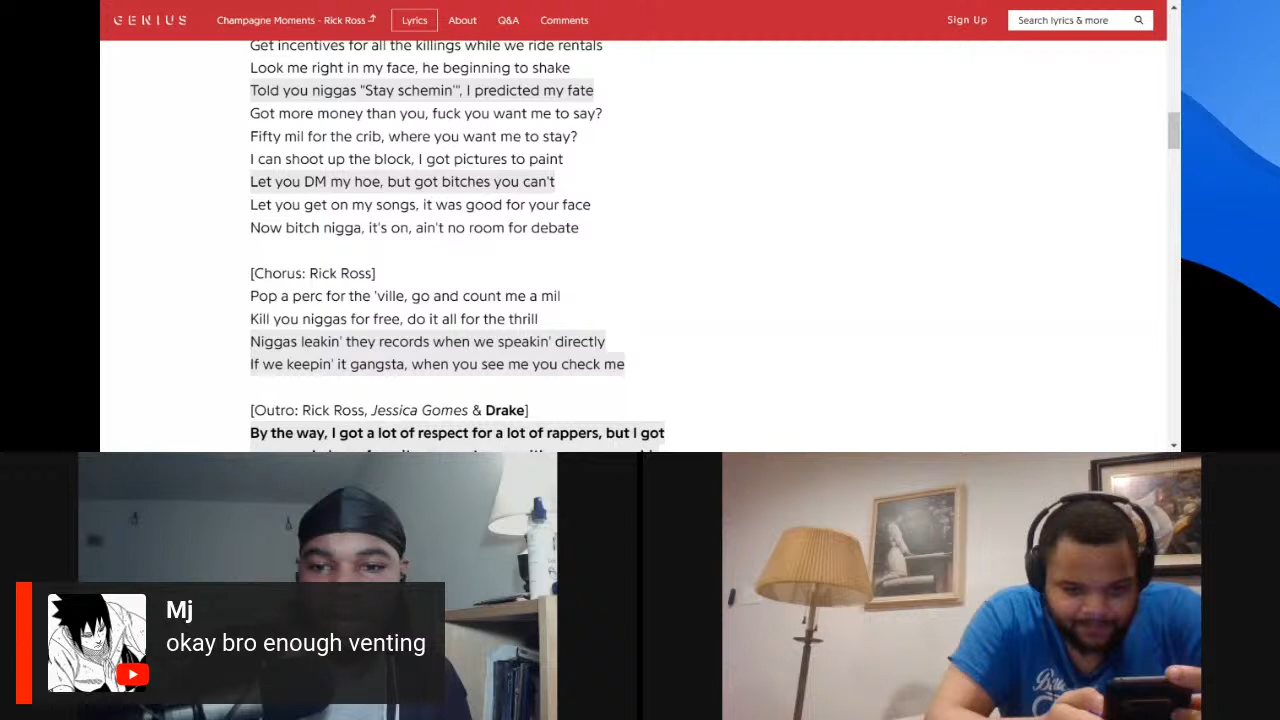 GENIUS
Champagne Moments - Rick Ross
Lyrics
About
Q&A
Comments
Sign Up
Search lyrics & more
Get incentives for all the killings while we ride rentals
Look me right in my face, he beginning to shake
Told you niggas "Stay schemin'", I predicted my fate
Got more money than you, fuck you want me to say?
Fifty mil for the crib, where you want me to stay?
I can shoot up the block, I got pictures to paint
Let you DM my hoe, but got bitches you can't
Let you get on my songs, it was good for your face
Now bitch nigga, it's on, ain't no room for debate
[Chorus: Rick Ross]
Pop a perc for the 'ville, go and count me a mil
Kill you niggas for free, do it all for the thrill
Niggas leakin' they records when we speakin' directly
If we keepin' it gangsta, when you see me you check me
[Outro: Rick Ross, Jessica Gomes & Drake]
By the way, I got a lot of respect for a lot of rappers, but I got
Mj
okay bro enough venting